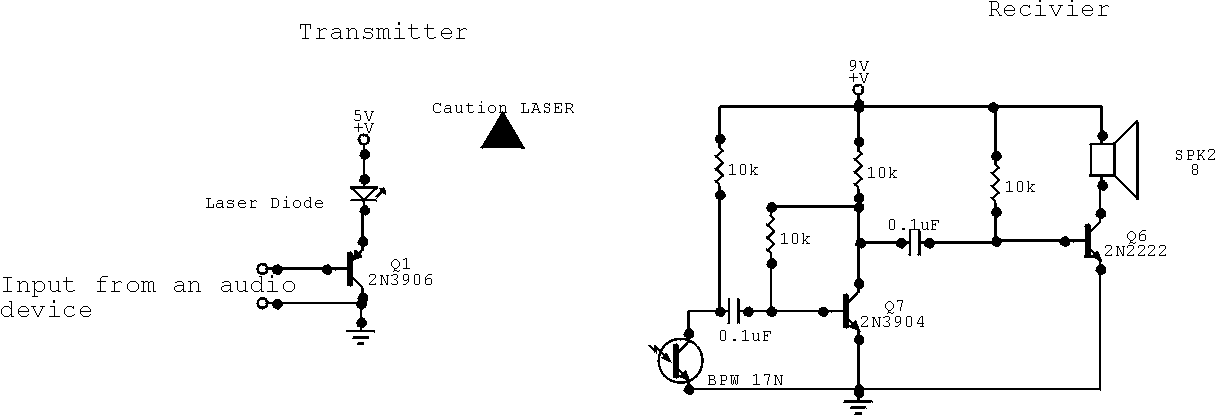 Transmitter
Recivier
5V
+V
Caution LASER
Laser Diode
Q1
2N3906
Input from an audio
device
9V
+V
10k
10k
10k
10k
0.1uF
0.1uF
SPK2
8
Q6
2N2222
Q7
2N3904
BPW 17N